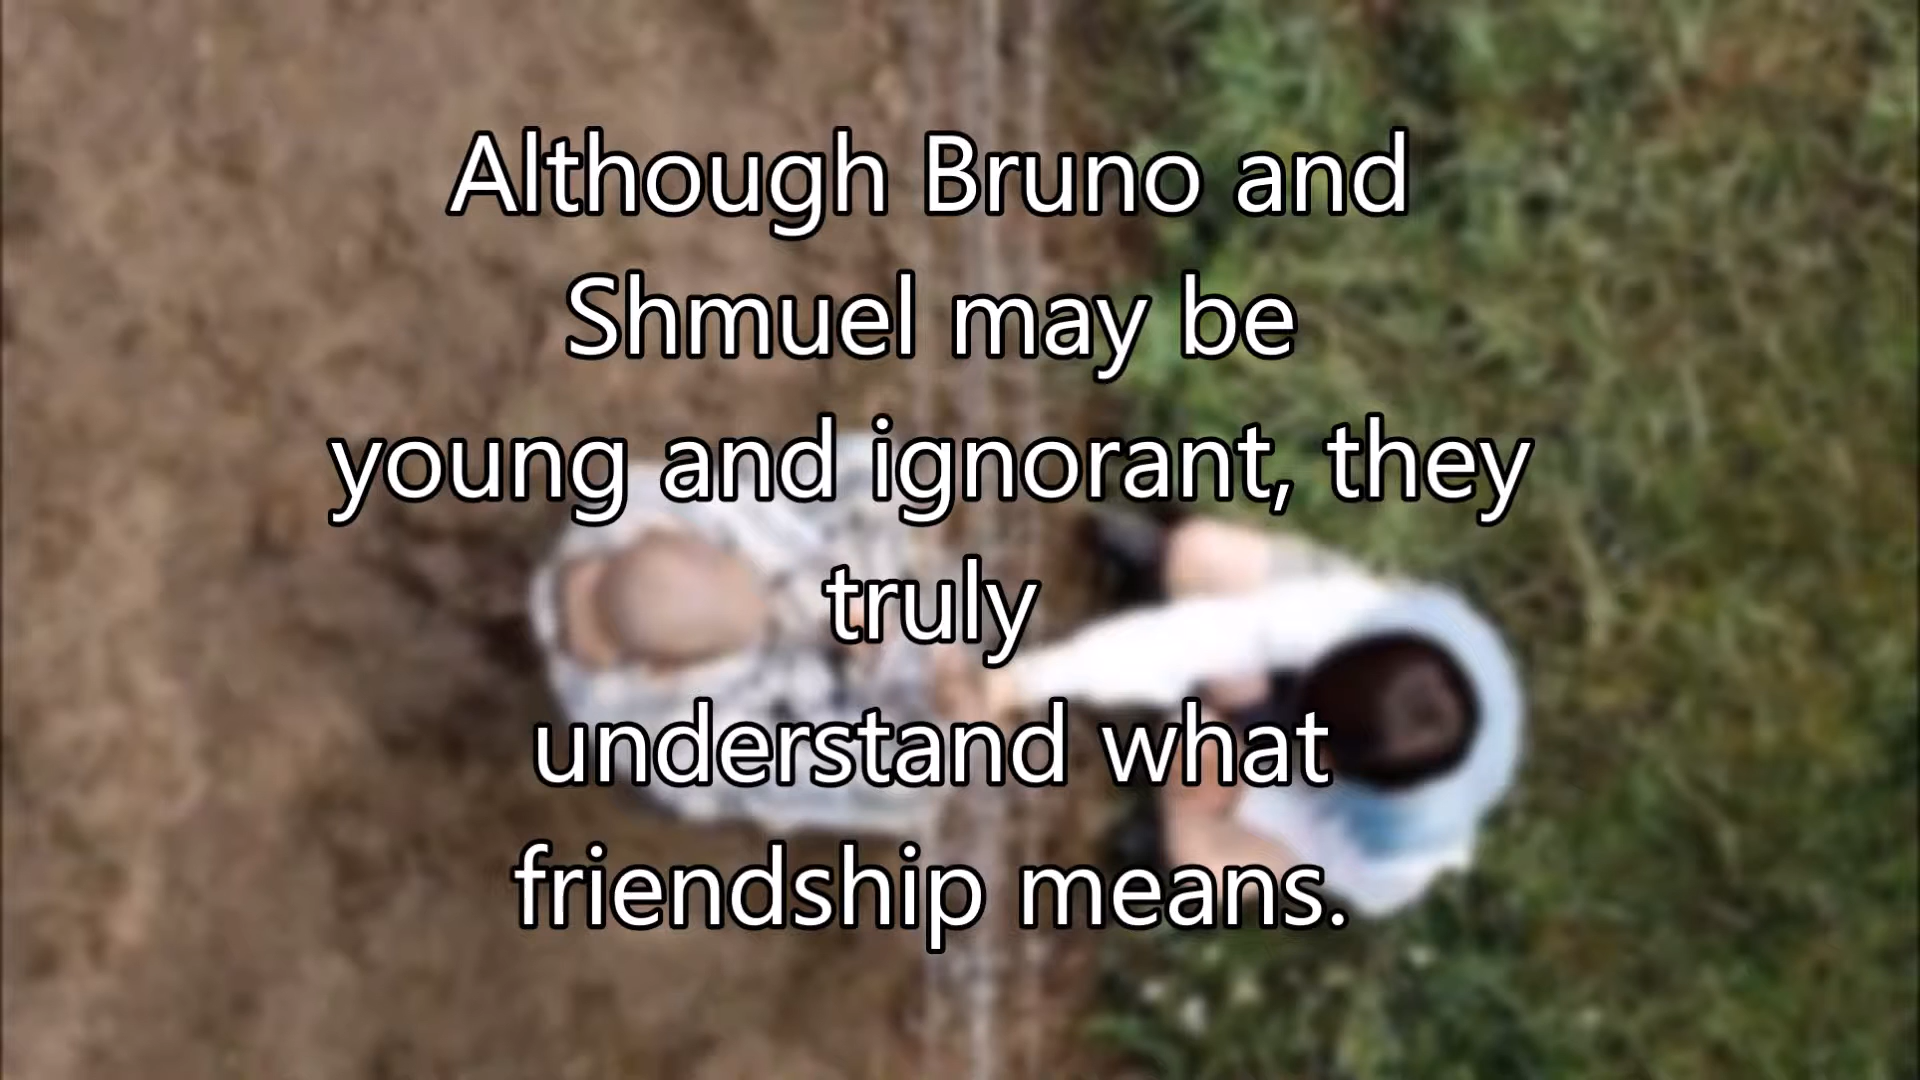 Although Bruno and
Shmuel may be
young and ignorant, they
truly
understand what
friendship means.